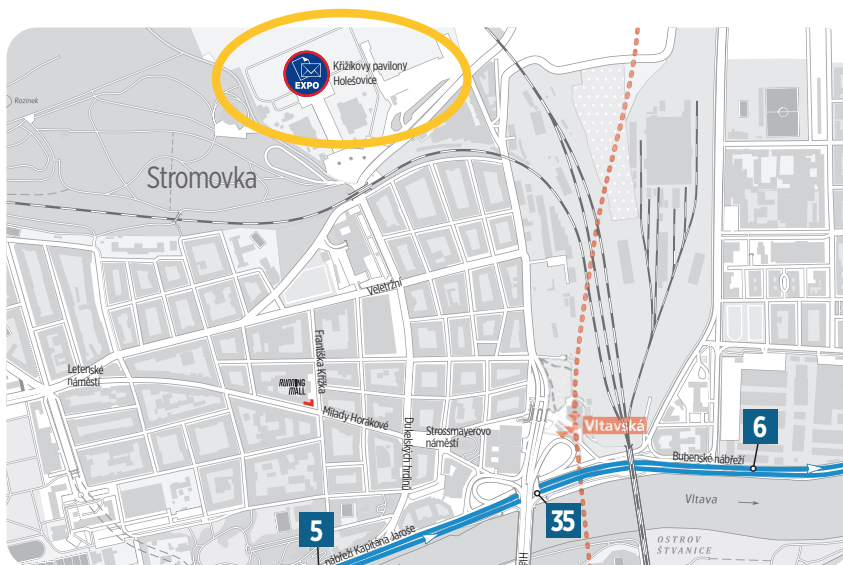 Křižíkovy pavilony
Holešovice
EXPO
Rozinek
Stromovka
Veletržní
Letenské
náměstí
Františka Křížka
RUNNING
MALL
Milady Horákové
Dukelských hrdinů
Strossmayerovo
náměstí
Vltavská
6
Bubenské nábřeží
Vltava
35
5
nábřeží Kapitána Jaroše
OSTROV
ŠTVANICE